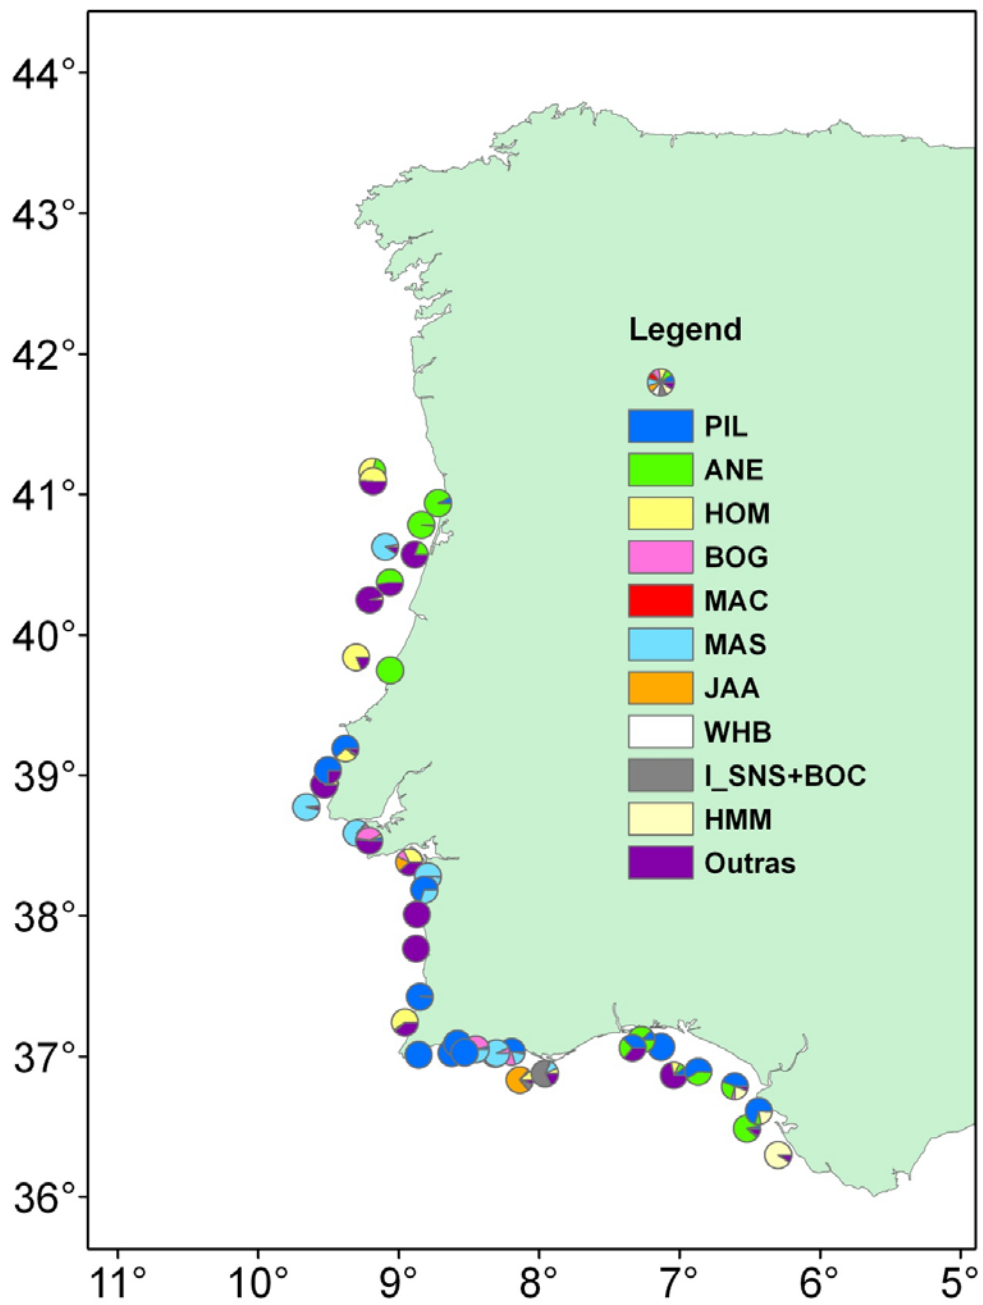 44°
43°
42°
41°
40°
39°
38°
37°
36°
Legend
PIL
ANE
HOM
BOG
MAC
MAS
JAA
WHB
I_SNS+BOC
HMM
Outras
11° 10° 9° 8° 7° 6° 5°